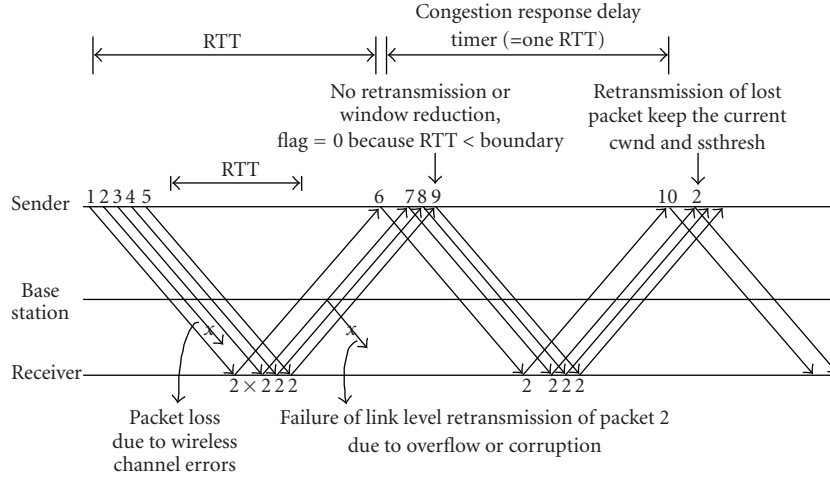 Congestion response delay
RTT
timer (=one RTT)
No retransmission or
window reduction,
flag = 0 because RTT < boundary
Retransmission of lost
packet keep the current
cwnd and ssthresh
RTT
1 2 3 4 5
6
7 8 9
10
2
Sender
Base
station
x
x
Receiver
2 × 2 2 2
2
2 2 2
Packet loss
due to wireless
channel errors
Failure of link level retransmission of packet 2
due to overflow or corruption